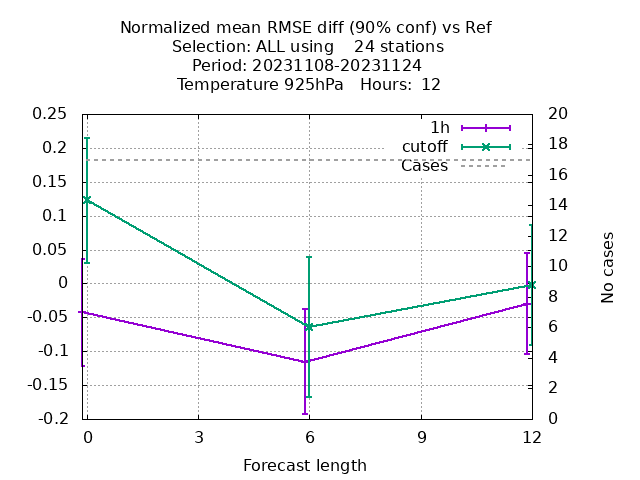 Normalized mean RMSE diff (90% conf) vs Ref
Selection: ALL using    24 stations
Period: 20231108-20231124
Temperature 925hPa   Hours:  12
0.25
0.2
0.15
0.1
0.05
0
-0.05
-0.1
-0.15
-0.2
1h
cutoff
Cases
20
18
16
14
12
10
8
6
4
2
0
No cases
0 3 6 9 12
Forecast length